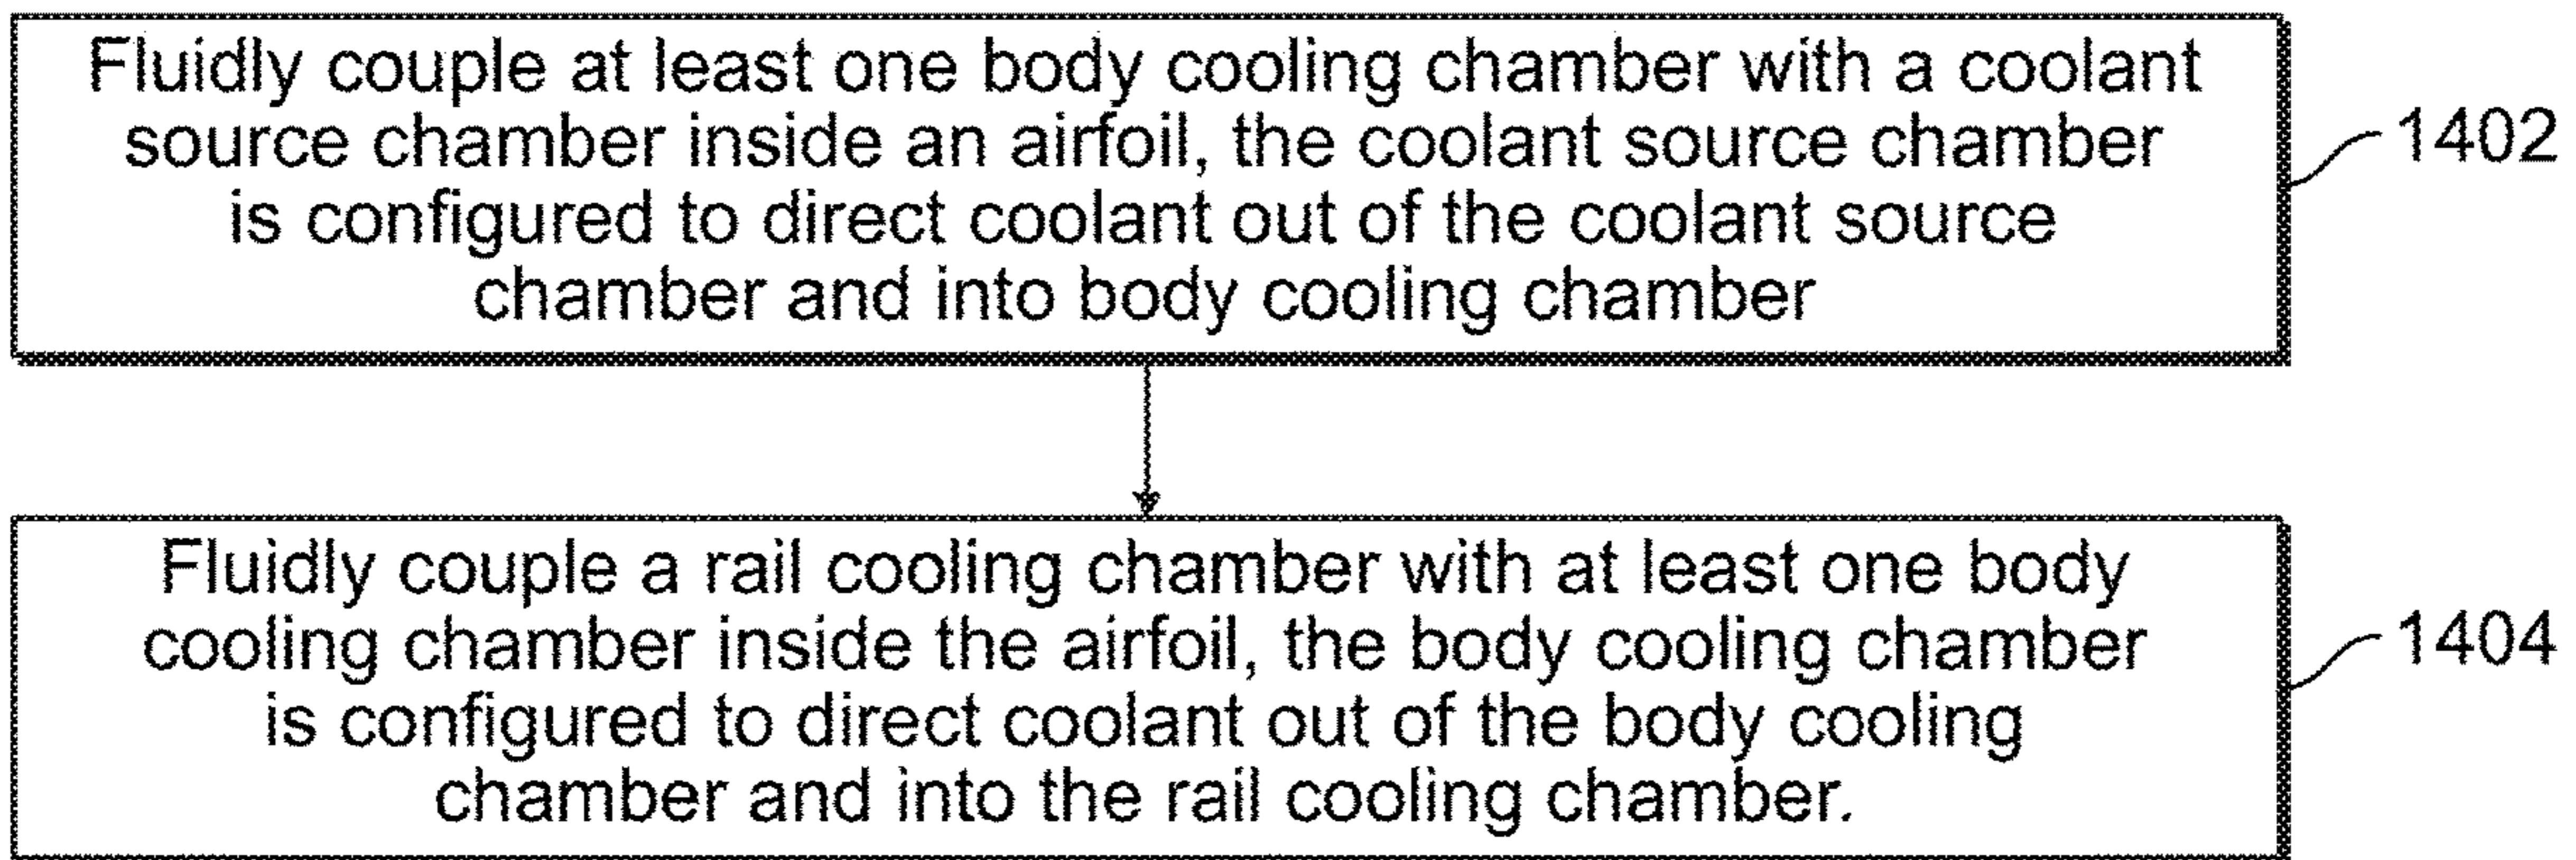 Fluidly couple at least one body cooling chamber with a coolant
source chamber inside an airfoil, the coolant source chamber
is configured to direct coolant out of the coolant source
chamber and into body cooling chamber
1402
Fluidly couple a rail cooling chamber with at least one body
cooling chamber inside the airfoil, the body cooling chamber
is configured to direct coolant out of the body cooling
chamber and into the rail cooling chamber.
1404